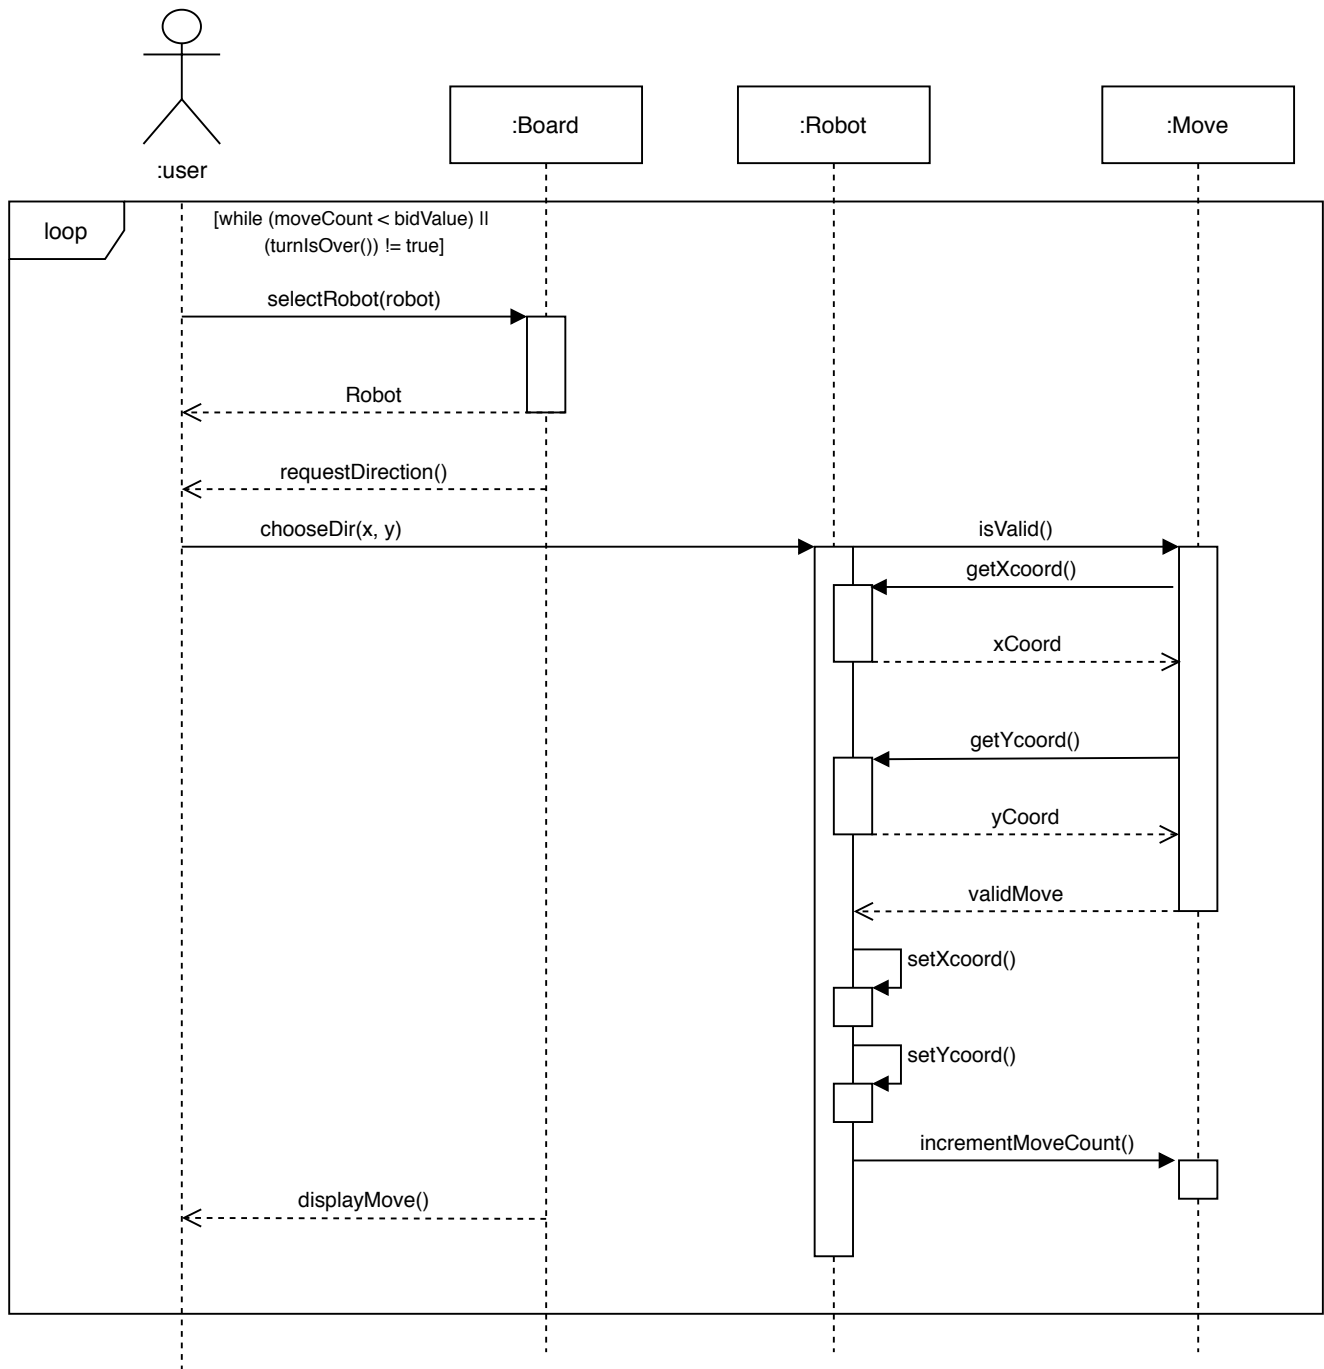 :user
:Board
:Robot
:Move
loop
[while (moveCount < bidValue) ||
(turnIsOver()) != true]
selectRobot(robot)
Robot
requestDirection()
chooseDir(x, y)
isValid()
getXcoord()
xCoord
getYcoord()
yCoord
validMove
setXcoord()
setYcoord()
incrementMoveCount()
displayMove()